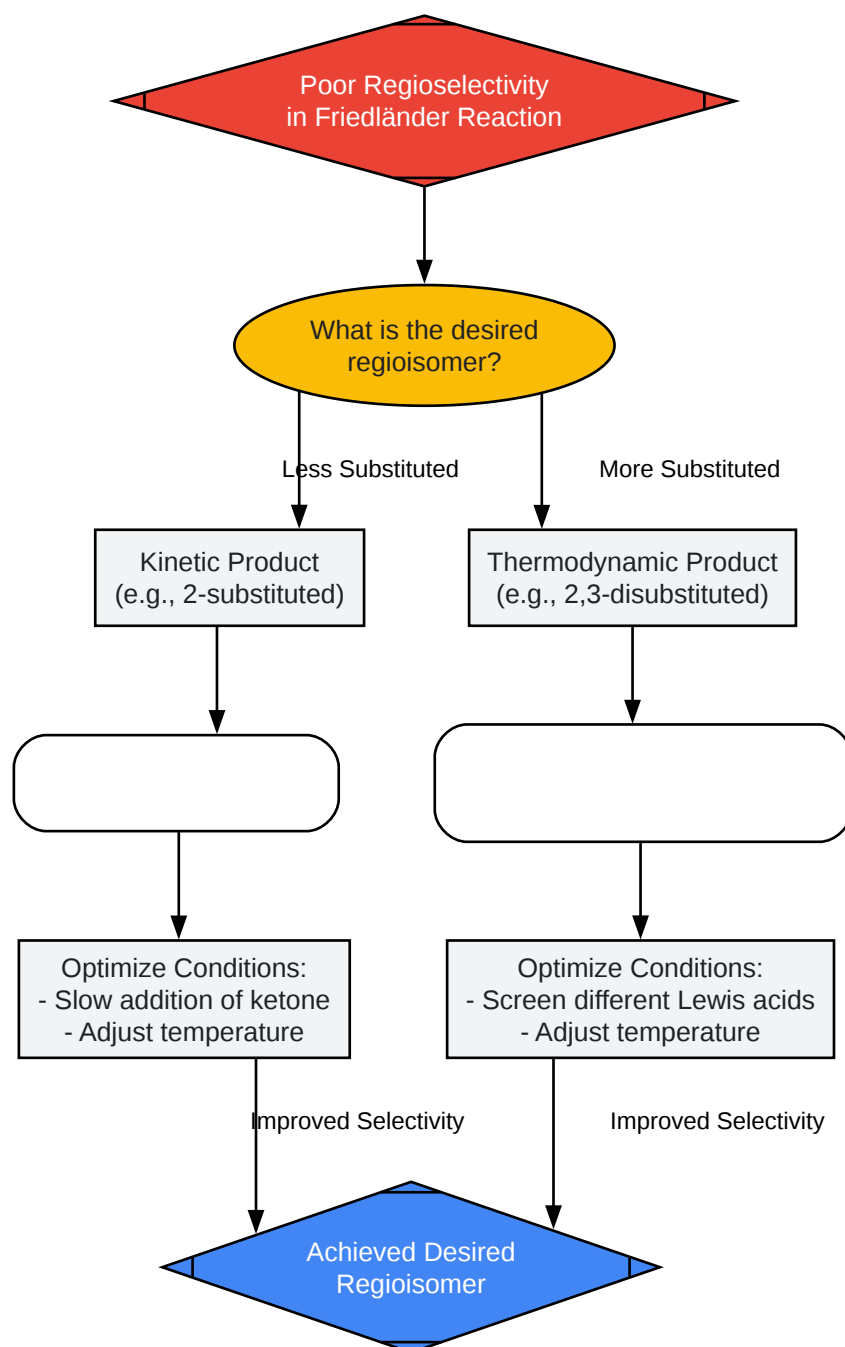 Poor Regioselectivity
in Friedländer Reaction
What is the desired
regioisomer?
Less Substituted
More Substituted
Kinetic Product
(e.g., 2-substituted)
Thermodynamic Product
(e.g., 2,3-disubstituted)
Optimize Conditions:
- Slow addition of ketone
- Adjust temperature
Optimize Conditions:
- Screen different Lewis acids
- Adjust temperature
Improved Selectivity
Improved Selectivity
Achieved Desired
Regioisomer